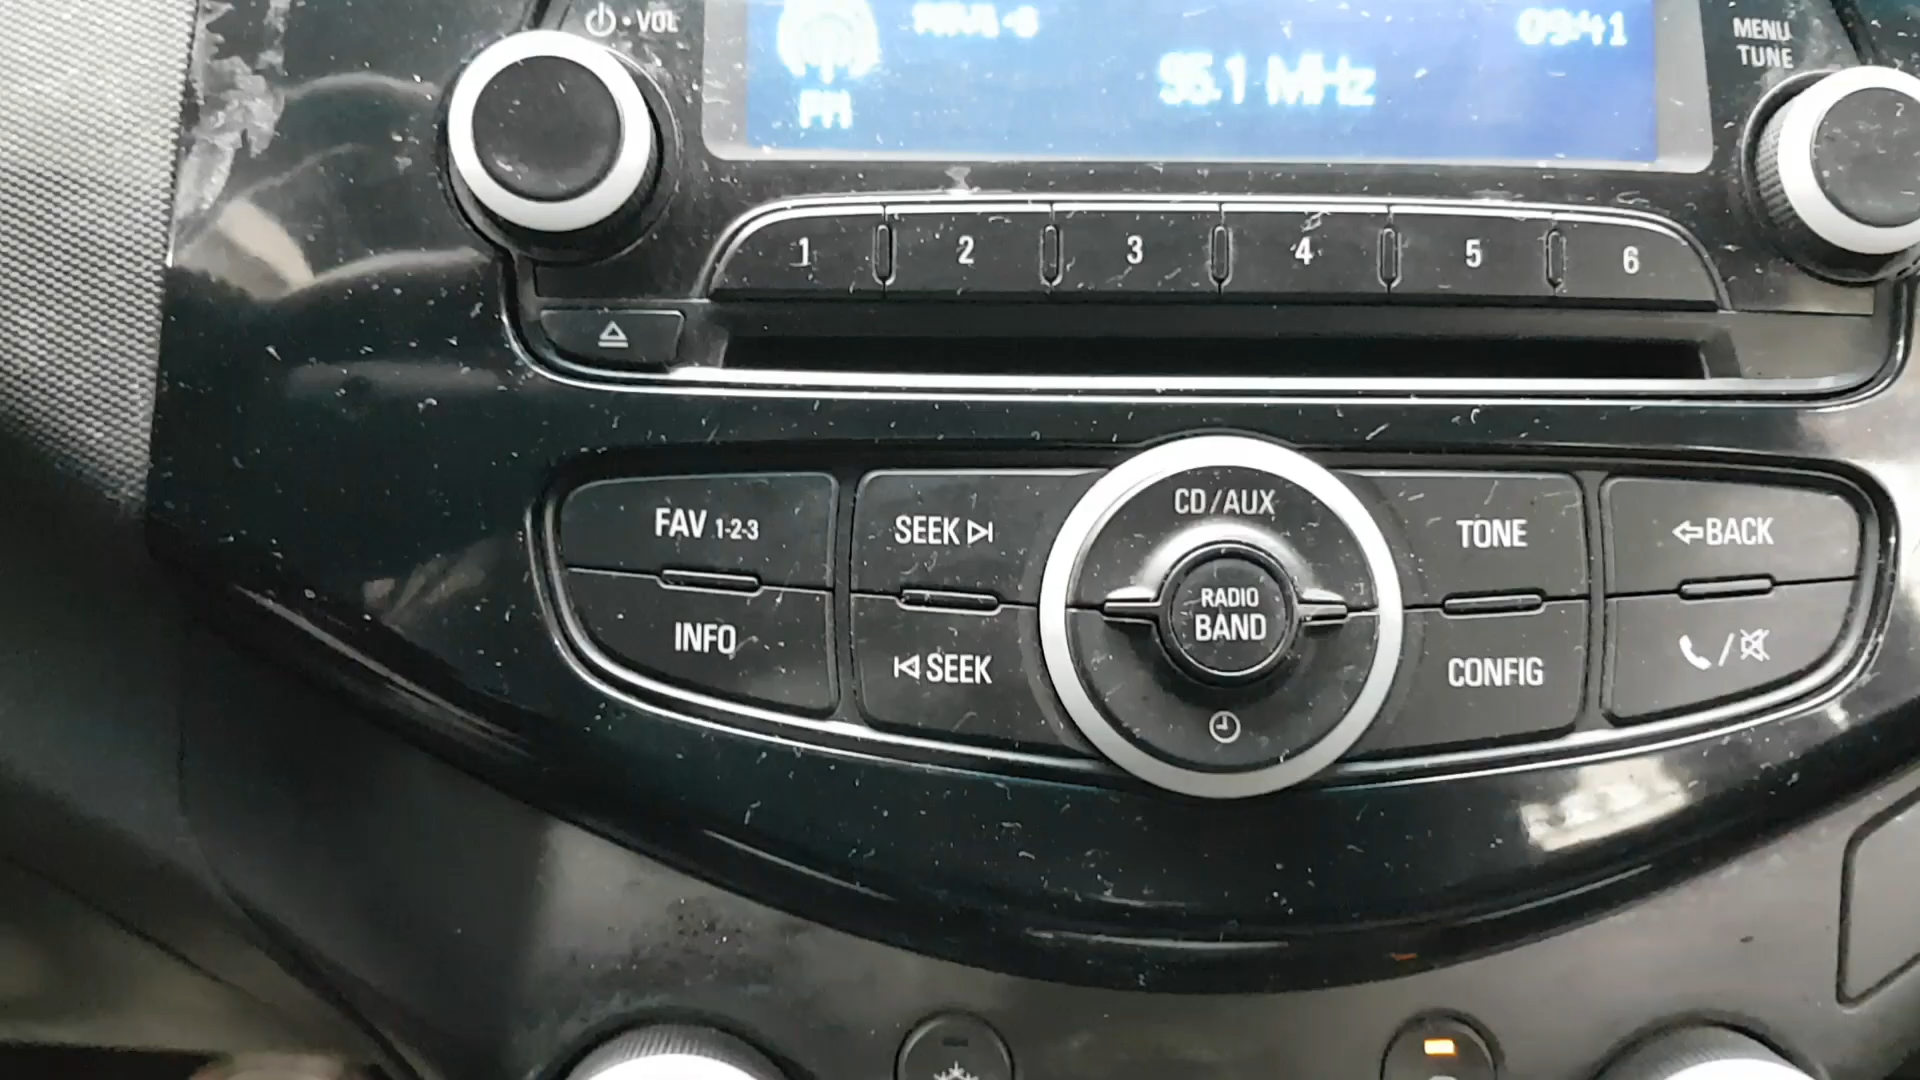 VOL
09:41
MENU
TUNE
95.1 MHz
FM
1 2 3 4 5 6
CD/AUX
FAV 1-2-3
SEEK
TONE
BACK
RADIO
BAND
INFO
SEEK
CONFIG
/